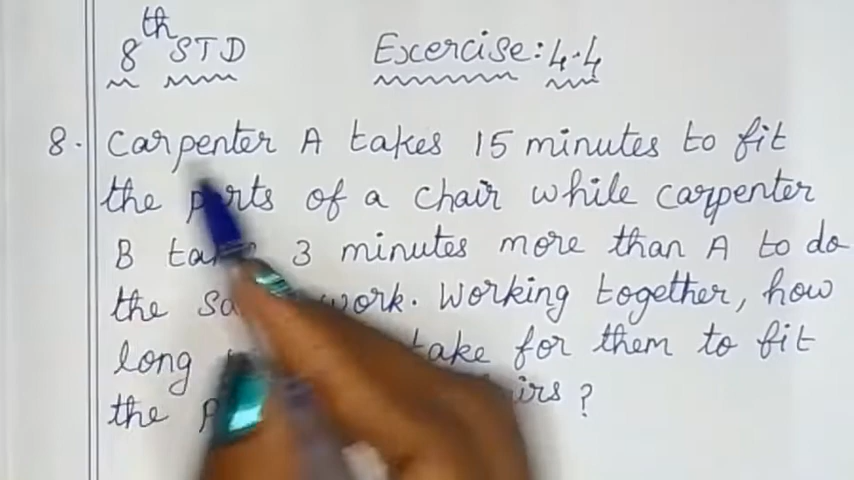 8th STD Exercise: 4.4
8. Carpenter A takes 15 minutes to fit
the parts of a chair while carpenter
B 3 minutes more than A to do
the work. Working together, how
long take for them to fit
the ?